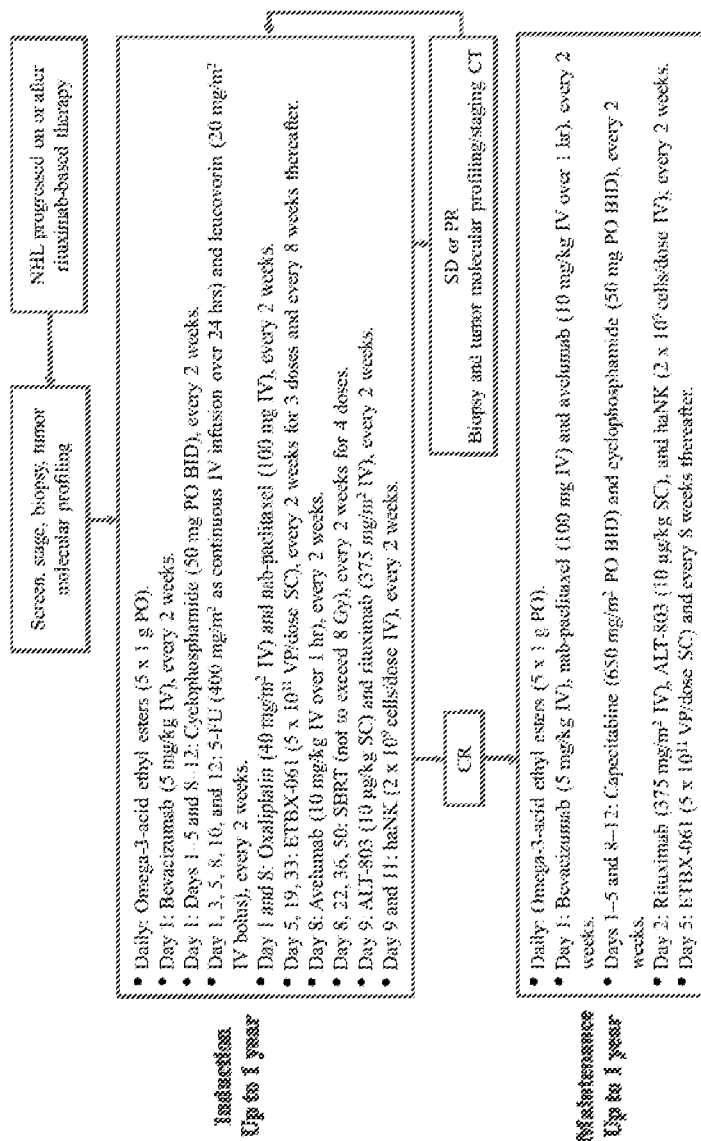 NHL progressed on or after
rituximab-based therapy
Screen, stage, biopsy, tumor
molecular profiling
Induction
Up to 1 year
• Daily: Omega-3-acid ethyl esters (5 x 1 g PO).
• Day 1: Bevacizumab (5 mg/kg IV), every 2 weeks.
• Day 1: Days 1–5 and 8–12: Cyclophosphamide (50 mg PO BID), every 2 weeks.
• Day 1, 3, 5, 8, 10, and 12: 5-FU (400 mg/m² as continuous IV infusion over 24 hrs) and leucovorin (20 mg/m²
IV bolus), every 2 weeks.
• Day 1 and 8: Oxaliplatin (40 mg/m² IV) and nab-paclitaxel (100 mg IV), every 2 weeks.
• Day 5, 19, 33: ETBX-061 (5 x 10¹¹ VP/dose SC), every 2 weeks for 3 doses and every 8 weeks thereafter.
• Day 8: Avelumab (10 mg/kg IV over 1 hr), every 2 weeks.
• Day 8, 22, 36, 50: SBRT (not to exceed 8 Gy), every 2 weeks for 4 doses.
• Day 9: ALT-803 (10 µg/kg SC) and rituximab (375 mg/m² IV), every 2 weeks.
• Day 9 and 11: haNK (2 x 10⁹ cells/dose IV), every 2 weeks.
CR
SD or PR
Biopsy and tumor molecular profiling/staging CT
Maintenance
Up to 1 year
• Daily: Omega-3-acid ethyl esters (5 x 1 g PO).
• Day 1: Bevacizumab (5 mg/kg IV), nab-paclitaxel (100 mg IV) and avelumab (10 mg/kg IV over 1 hr), every 2
weeks.
• Days 1–5 and 8–12: Capecitabine (650 mg/m² PO BID) and cyclophosphamide (50 mg PO BID), every 2
weeks.
• Day 2: Rituximab (375 mg/m² IV), ALT-803 (10 µg/kg SC), and haNK (2 x 10⁹ cells/dose IV), every 2 weeks.
• Day 5: ETBX-061 (5 x 10¹¹ VP/dose SC) and every 8 weeks thereafter.